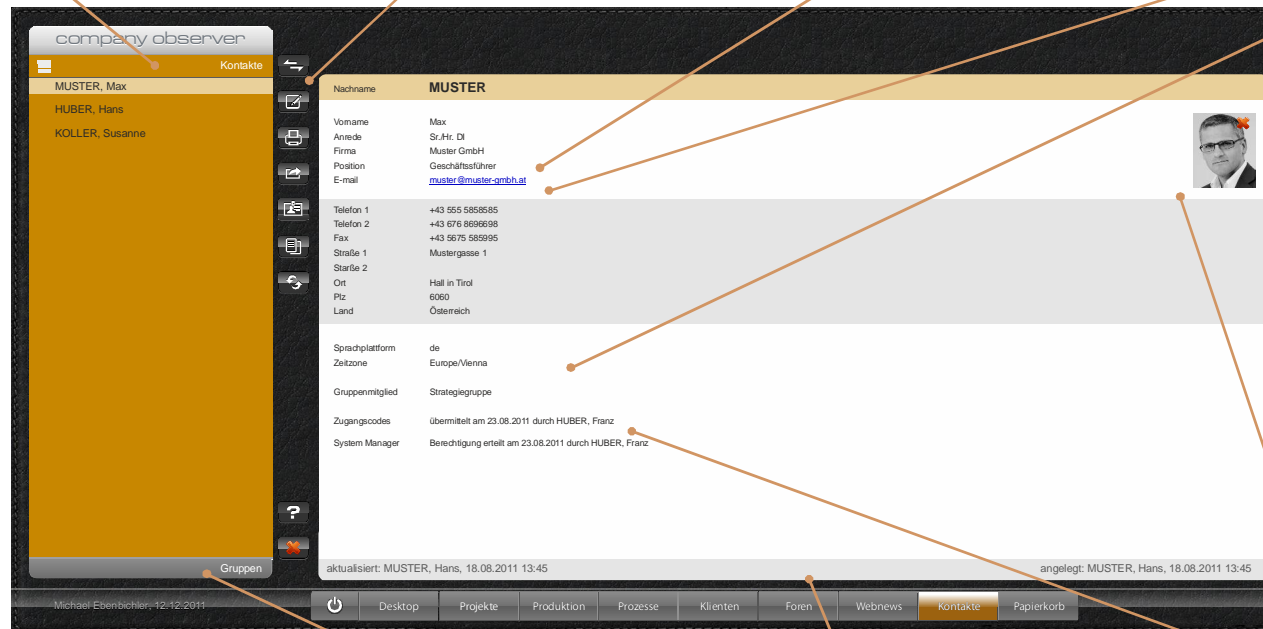 company observer
Kontakte
MUSTER, Max
HUBER, Hans
KOLLER, Susanne
Gruppen
Michael Ebenbichler, 12.12.2011
Nachname MUSTER
Vorname Max
Anrede Sr./Hr. DI
Firma Muster GmbH
Position Geschäftsführer
E-mail muster@muster-gmbh.at
Telefon 1 +43 555 5858585
Telefon 2 +43 676 8696698
Fax +43 5675 585995
Straße 1 Mustergasse 1
Starße 2
Ort Hall in Tirol
Plz 6060
Land Österreich
Sprachplattform de
Zeitzone Europe/Vienna
Gruppenmitglied Strategiegruppe
Zugangscodes übermittelt am 23.08.2011 durch HUBER, Franz
System Manager Berechtigung erteilt am 23.08.2011 durch HUBER, Franz
aktualisiert: MUSTER, Hans, 18.08.2011 13:45 angelegt: MUSTER, Hans, 18.08.2011 13:45
?
Desktop Projekte Produktion Prozesse Klienten Foren Webnews Kontakte Papierkorb